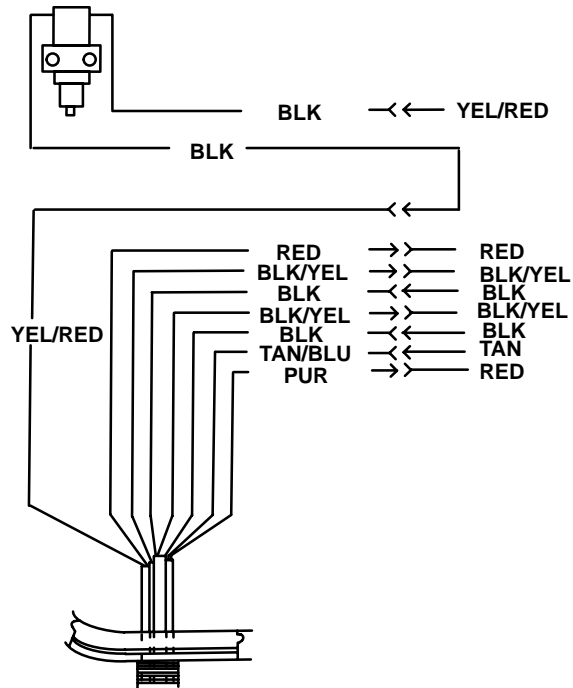 BLK YEL/RED
BLK
RED RED
BLK/YEL BLK/YEL
BLK BLK
BLK/YEL BLK/YEL
YEL/RED BLK BLK
TAN/BLU TAN
PUR RED